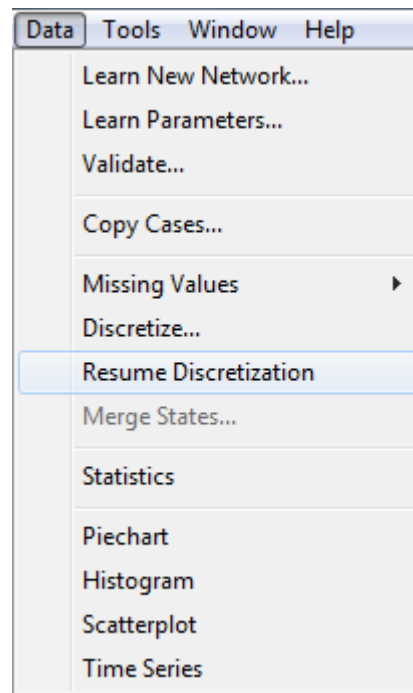 Data Tools Window Help
Learn New Network...
Learn Parameters...
Validate...
Copy Cases...
Missing Values
Discretize...
Resume Discretization
Merge States...
Statistics
Piechart
Histogram
Scatterplot
Time Series